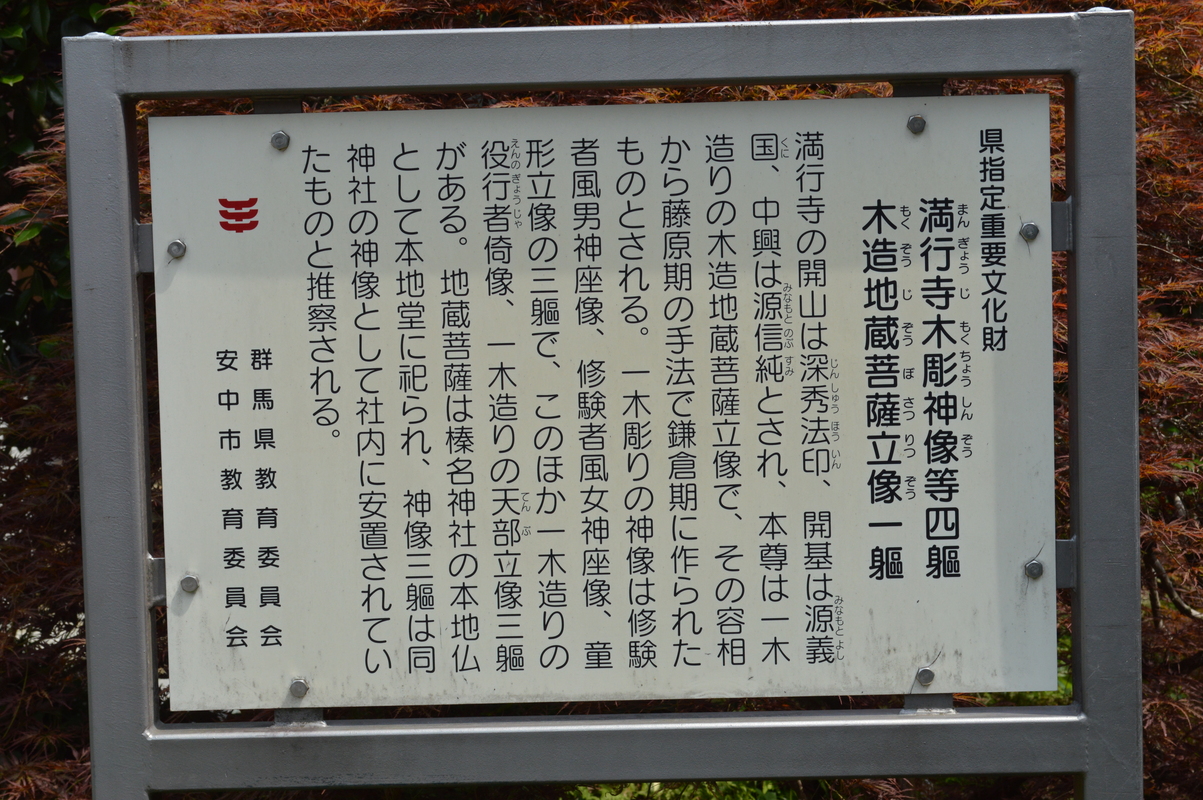 県指定重要文化財
満行寺木彫神像等四軀
木造地蔵菩薩立像一軀
満行寺の開山は深秀法印、開基は源義
国、中興は源信純とされ、本尊は一木
造りの木造地蔵菩薩立像で、その容相
から藤原期の手法で鎌倉期に作られた
ものとされる。一木彫りの神像は修験
者風男神座像、修験者風女神座像、童
形立像の三軀で、このほか一木造りの
役行者倚像、一木造りの天部立像三軀
がある。地蔵菩薩は榛名神社の本地仏
として本地堂に祀られ、神像三軀は同
神社の神像として社内に安置されてい
たものと推察される。
群馬県教育委員会
安中市教育委員会